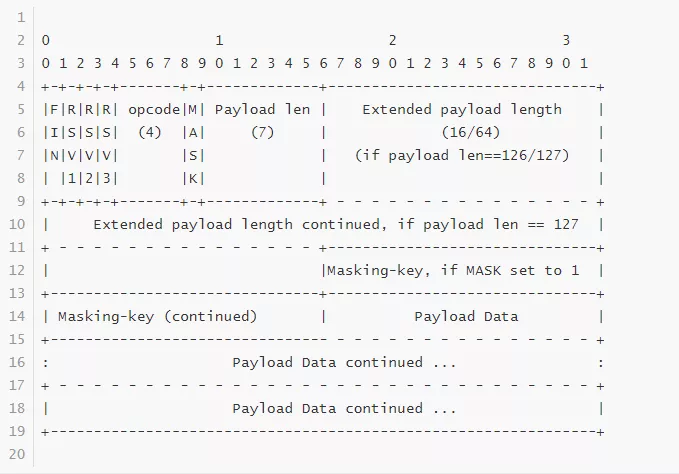 1
2  0                   1                   2                   3
3  0 1 2 3 4 5 6 7 8 9 0 1 2 3 4 5 6 7 8 9 0 1 2 3 4 5 6 7 8 9 0 1
4  +-+-+-+-+-------+-+-------------+-------------------------------+
5  |F|R|R|R| opcode|M| Payload len |    Extended payload length    |
6  |I|S|S|S|  (4)  |A|     (7)     |             (16/64)           |
7  |N|V|V|V|       |S|             |   (if payload len==126/127)   |
8  | |1|2|3|       |K|             |                               |
9  +-+-+-+-+-------+-+-------------+ - - - - - - - - - - - - - - - +
10 |     Extended payload length continued, if payload len == 127  |
11 + - - - - - - - - - - - - - - - +-------------------------------+
12 |                               |Masking-key, if MASK set to 1  |
13 +-------------------------------+-------------------------------+
14 | Masking-key (continued)       |          Payload Data         |
15 +-------------------------------- - - - - - - - - - - - - - - - +
16 :                     Payload Data continued ...                :
17 + - - - - - - - - - - - - - - - - - - - - - - - - - - - - - - - +
18 |                     Payload Data continued ...                |
19 +---------------------------------------------------------------+
20